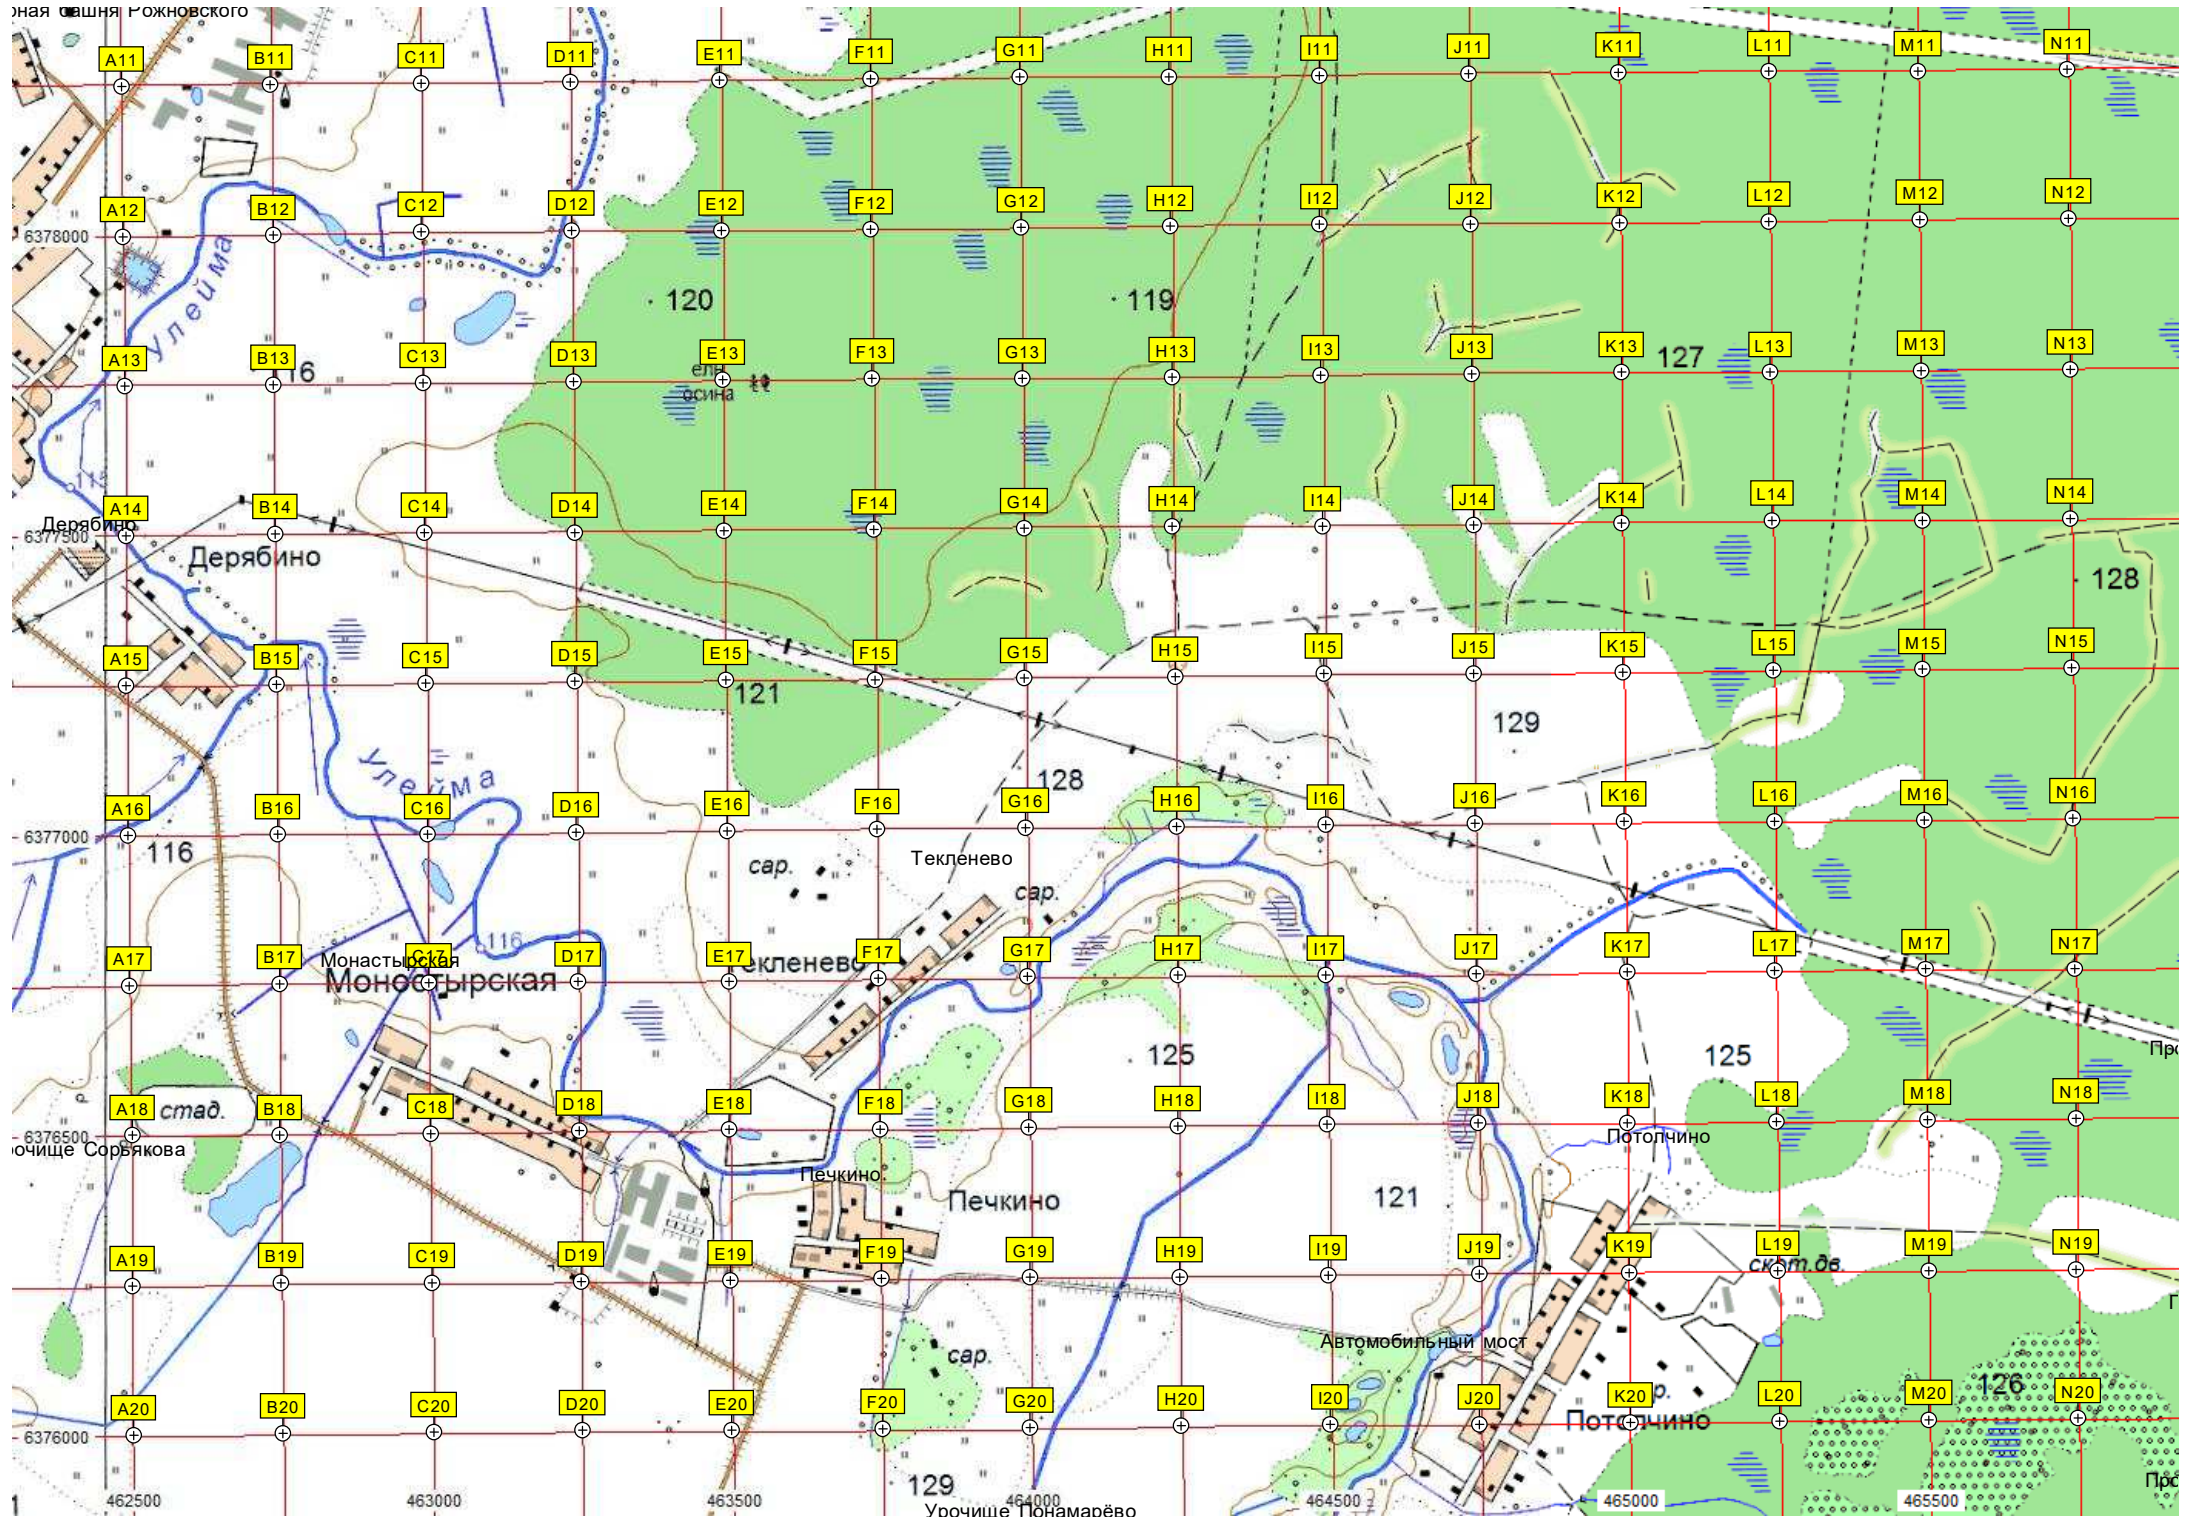 рная башня Рожновского
A11 B11 C11 D11 E11 F11 G11 H11 I11 J11 K11 L11 M11 N11
A12 B12 C12 D12 E12 F12 G12 H12 I12 J12 K12 L12 M12 N12
6378000
Улейма
120
119
A13 B13 C13 D13 E13 F13 G13 H13 I13 J13 K13 L13 M13 N13
16
127
осина
A14 B14 C14 D14 E14 F14 G14 H14 I14 J14 K14 L14 M14 N14
Дерябино
6377500
Дерябино
128
A15 B15 C15 D15 E15 F15 G15 H15 I15 J15 K15 L15 M15 N15
121
129
Улейма
128
A16 B16 C16 D16 E16 F16 G16 H16 I16 J16 K16 L16 M16 N16
6377000
116
сар.
Текленево
сар.
116
A17 B17 C17 D17 E17 F17 G17 H17 I17 J17 K17 L17 M17 N17
Монастырская
екленево
125
125
A18 B18 C18 D18 E18 F18 G18 H18 I18 J18 K18 L18 M18 N18
стад.
6376500
Потолчино
очище Сорьякова
Печкино
Печкино
121
A19 B19 C19 D19 E19 F19 G19 H19 I19 J19 K19 L19 M19 N19
скот.дв.
Автомобильный мост
сар.
126
A20 B20 C20 D20 E20 F20 G20 H20 I20 J20 K20 L20 M20 N20
р.
6376000
129
462500 463000 463500 464000 464500 465000 465500
Урочище Понамарёво